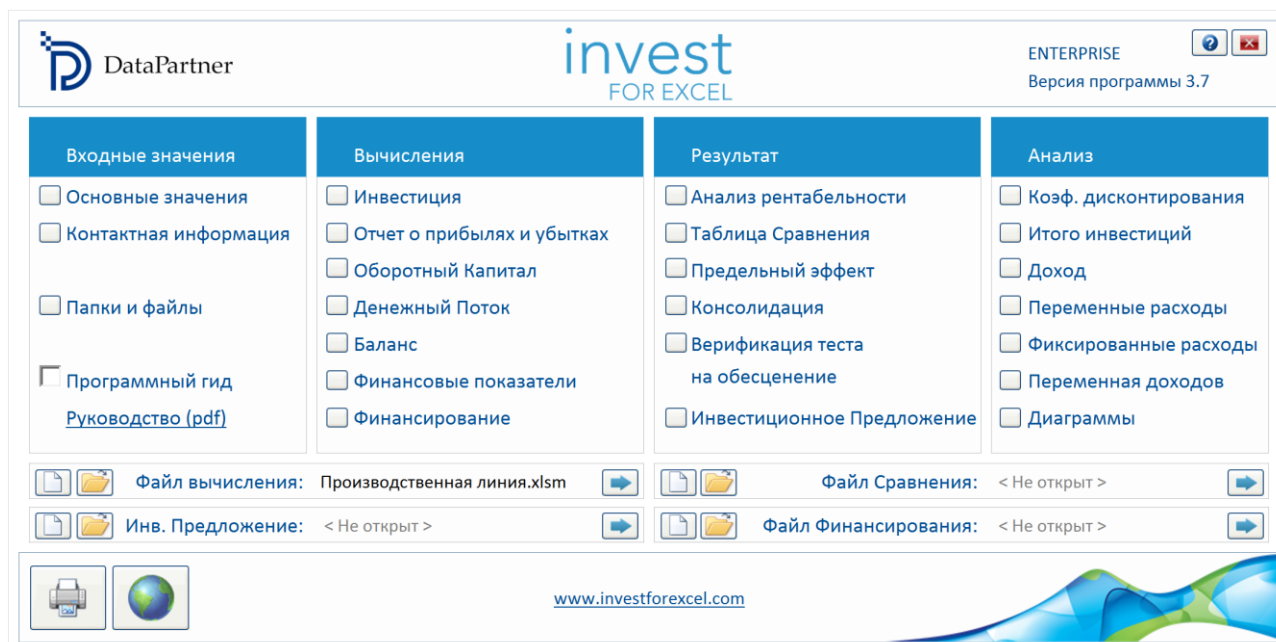 DataPartner
invest
FOR EXCEL
ENTERPRISE
Версия программы 3.7
Входные значения
Основные значения
Контактная информация
Папки и файлы
Программный гид
Руководство (pdf)
Вычисления
Инвестиция
Отчет о прибылях и убытках
Оборотный Капитал
Денежный Поток
Баланс
Финансовые показатели
Финансирование
Результат
Анализ рентабельности
Таблица Сравнения
Предельный эффект
Консолидация
Верификация теста
на обесценение
Инвестиционное Предложение
Анализ
Коэф. дисконтирования
Итого инвестиций
Доход
Переменные расходы
Фиксированные расходы
Переменная доходов
Диаграммы
Файл вычисления: Производственная линия.xlsm
Файл Сравнения: < Не открыт >
Инв. Предложение: < Не открыт >
Файл Финансирования: < Не открыт >
www.investforexcel.com